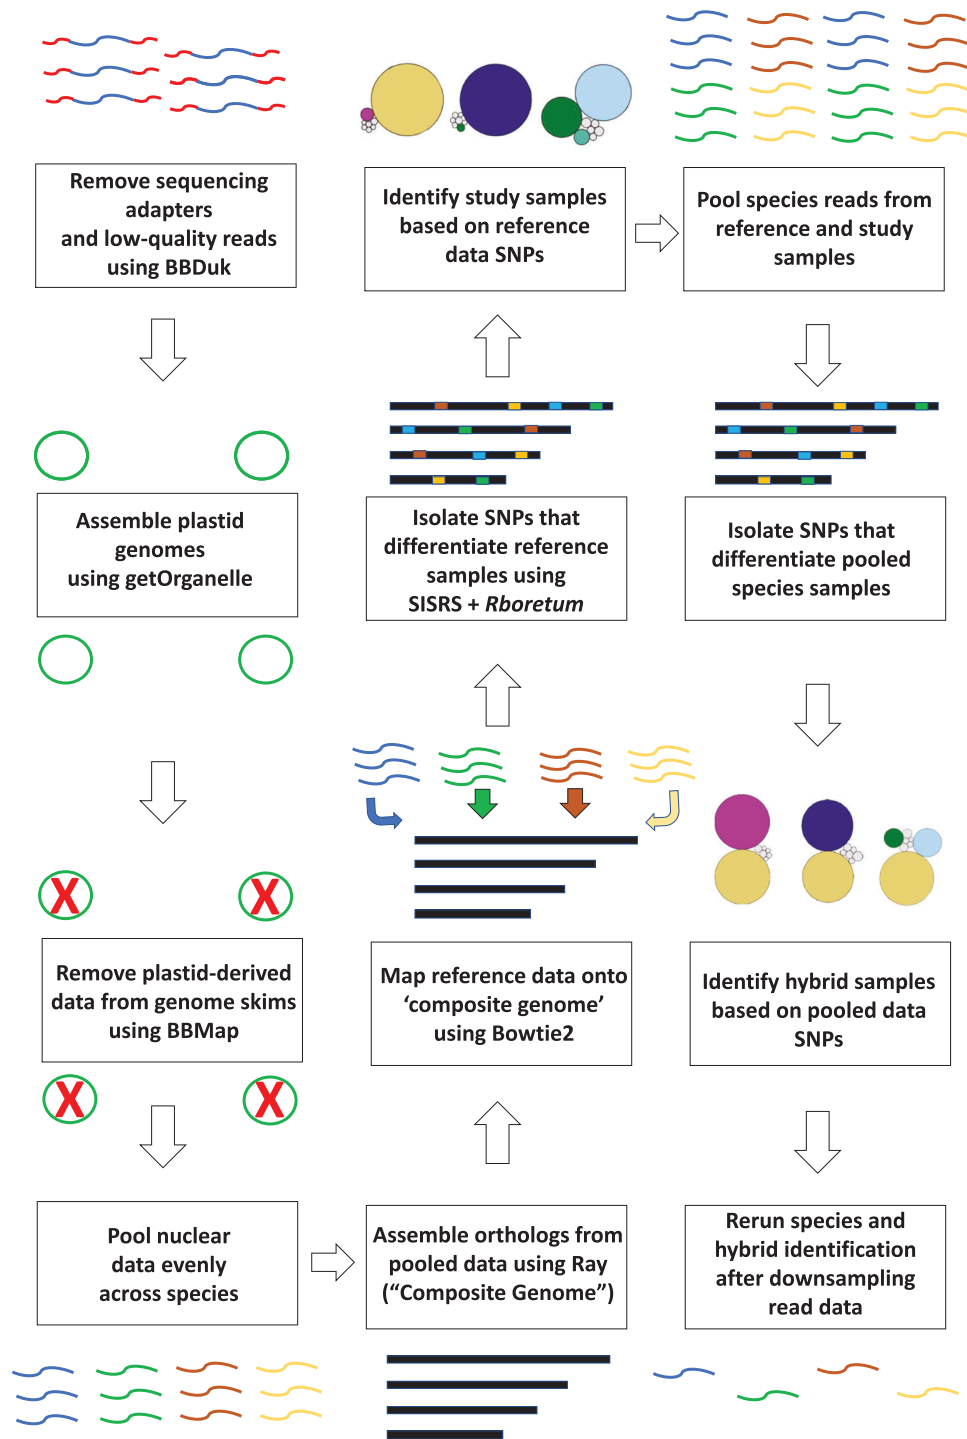 Remove sequencing
adapters
and low-quality reads
using BBDuk
Assemble plastid
genomes
using getOrganelle
X X
Remove plastid-derived
data from genome skims
using BBMap
X X
Pool nuclear
data evenly
across species
Assemble orthologs from
pooled data using Ray
(“Composite Genome”)
Map reference data onto
‘composite genome’
using Bowtie2
Isolate SNPs that
differentiate reference
samples using
SISRS + Rboretum
Identify study samples
based on reference
data SNPs
Pool species reads from
reference and study
samples
Isolate SNPs that
differentiate pooled
species samples
Identify hybrid samples
based on pooled data
SNPs
Rerun species and
hybrid identification
after downsampling
read data